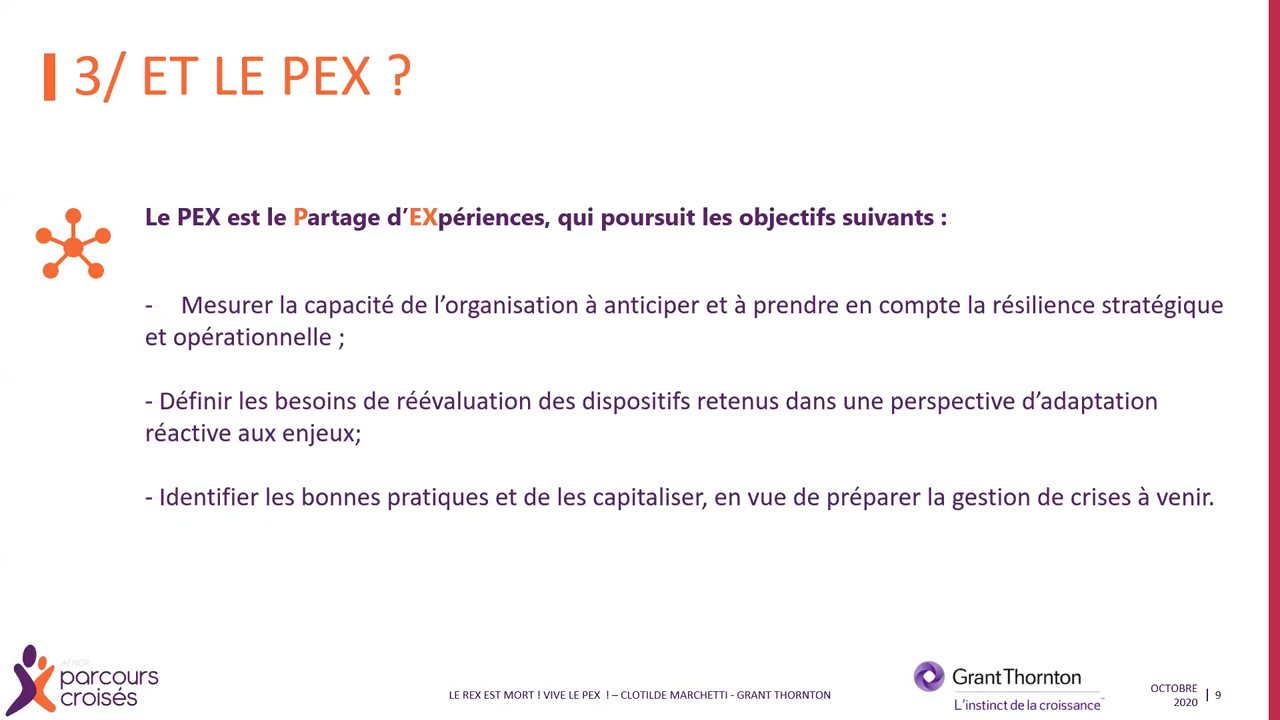 3/ ET LE PEX ?
Le PEX est le Partage d’EXpériences, qui poursuit les objectifs suivants :
- Mesurer la capacité de l’organisation à anticiper et à prendre en compte la résilience stratégique
et opérationnelle ;
- Définir les besoins de réévaluation des dispositifs retenus dans une perspective d’adaptation
réactive aux enjeux;
- Identifier les bonnes pratiques et de les capitaliser, en vue de préparer la gestion de crises à venir.
AFNOR
parcours
croisés
LE REX EST MORT ! VIVE LE PEX ! – CLOTILDE MARCHETTI - GRANT THORNTON
Grant Thornton
L’instinct de la croissance™
OCTOBRE
2020
9